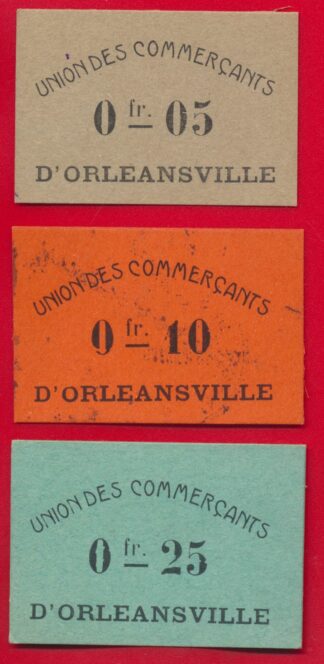 UNION DES COMMERÇANTS
0 fr. 05
D'ORLEANSVILLE
UNION DES COMMERÇANTS
0 fr. 10
D'ORLEANSVILLE
UNION DES COMMERÇANTS
0 fr. 25
D'ORLEANSVILLE